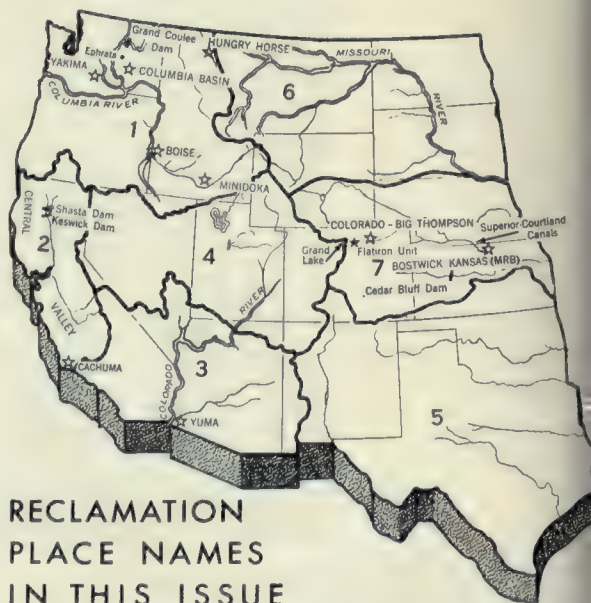 Grand Coulee
Dam
Ephrata
YAKIMA
COLUMBIA BASIN
HUNGRY HORSE
MISSOURI
RIVER
COLUMBIA RIVER
6
1
BOISE
MINIDOKA
CENTRAL
VALLEY
Shasta Dam
Keswick Dam
2
4
RIVER
COLORADO
3
CACHUMA
YUMA
COLORADO - BIG THOMPSON
Superior-Courtland
Canals
Grand
Lake
Flatiron Unit
7
BOSTWICK KANSAS (MRB)
Cedar Bluff Dam
5
RECLAMATION
PLACE NAMES
IN THIS ISSUE